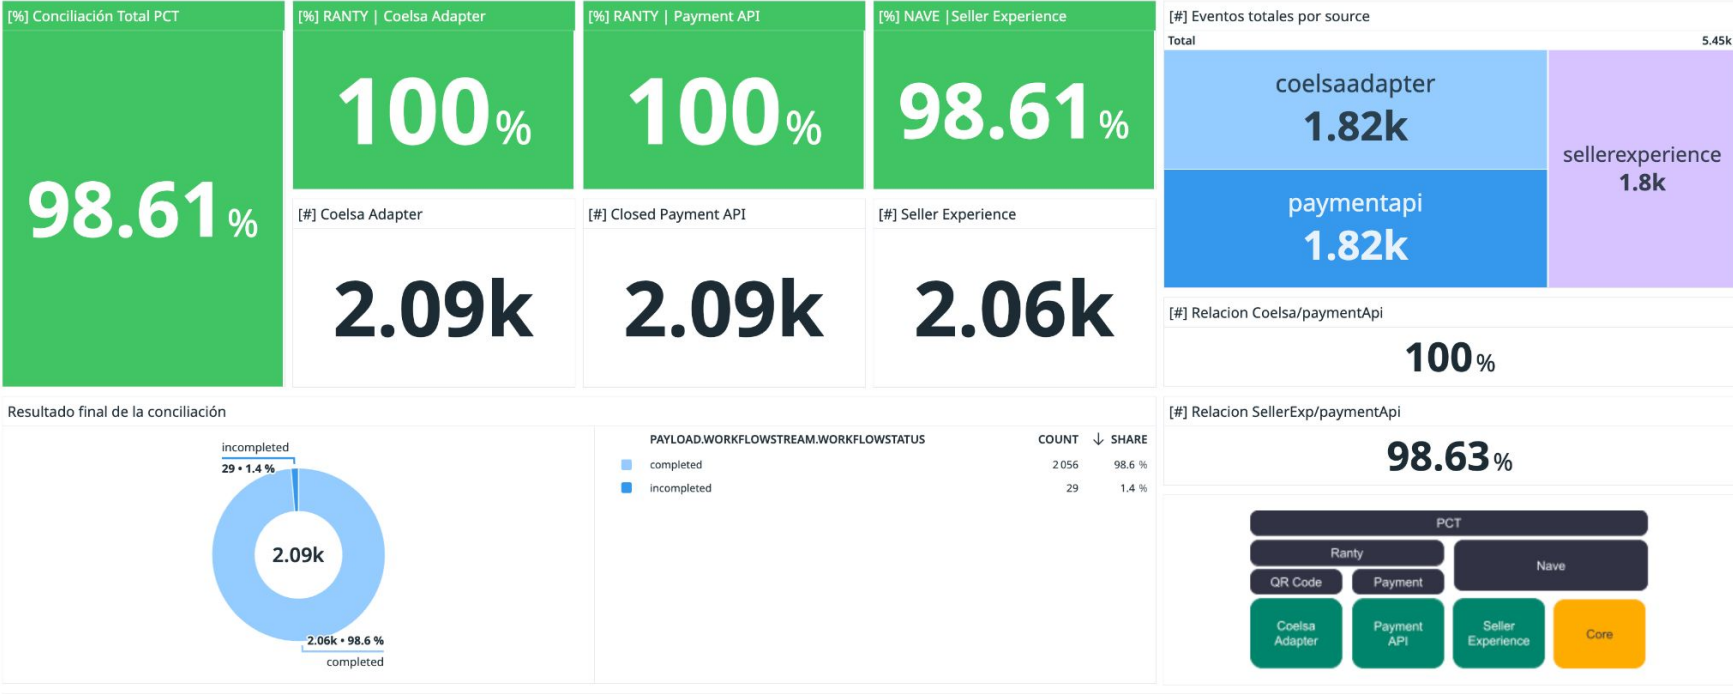 [%] Conciliación Total PCT
98.61%
[%] RANTY | Coelsa Adapter
100%
[%] RANTY | Payment API
100%
[%] NAVE |Seller Experience
98.61%
[#] Coelsa Adapter
2.09k
[#] Closed Payment API
2.09k
[#] Seller Experience
2.06k
[#] Eventos totales por source
Total 5.45k
coelsaadapter
1.82k
paymentapi
1.82k
sellerexperience
1.8k
[#] Relacion Coelsa/paymentApi
100%
[#] Relacion SellerExp/paymentApi
98.63%
Resultado final de la conciliación
incompleted
29 • 1.4 %
2.09k
2.06k • 98.6 %
completed
PAYLOAD.WORKFLOWSTREAM.WORKFLOWSTATUS COUNT ↓ SHARE
completed 2 056 98.6 %
incompleted 29 1.4 %
PCT
Ranty
Nave
QR Code
Payment
Coelsa
Adapter
Payment
API
Seller
Experience
Core